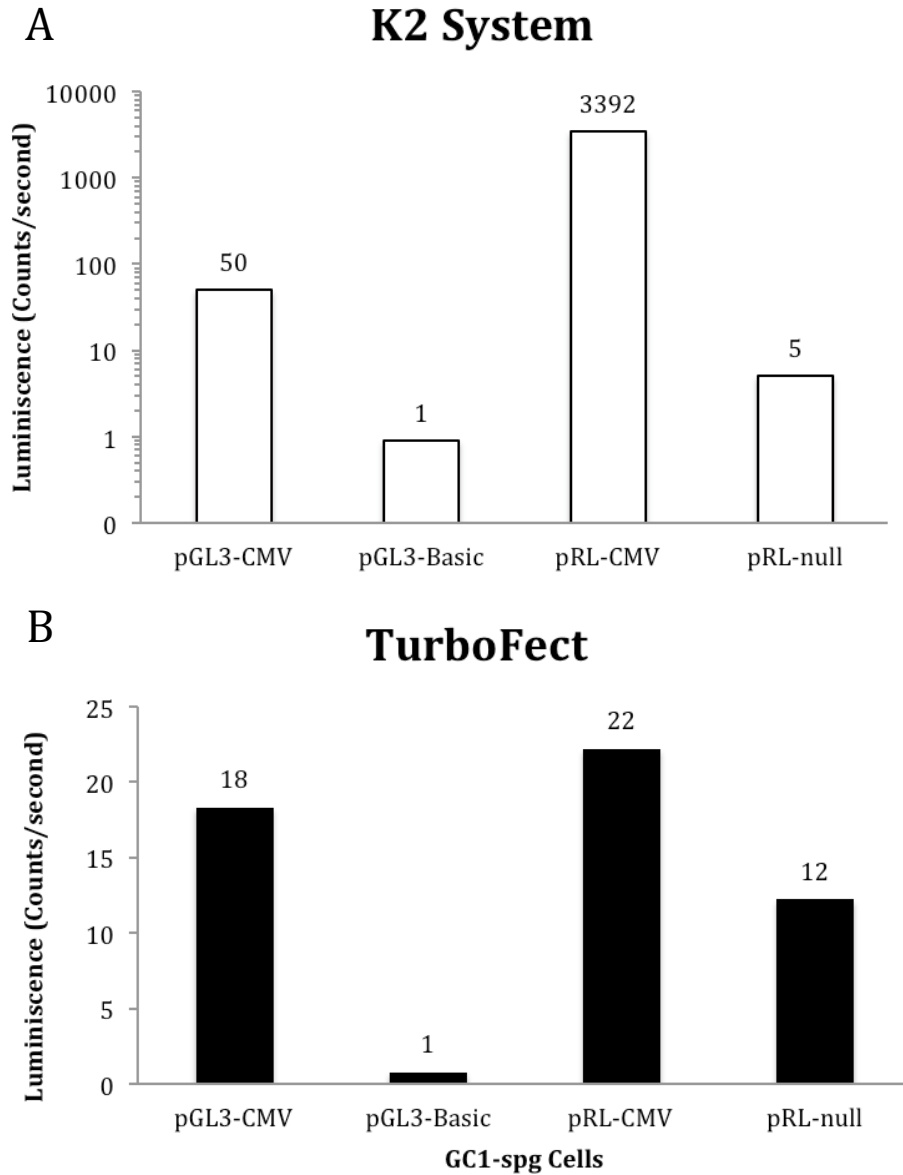 A
K2 System
Luminiscence (Counts/second)
10000
1000
100
10
1
0
50
1
3392
5
pGL3-CMV
pGL3-Basic
pRL-CMV
pRL-null
B
TurboFect
Luminiscence (Counts/second)
25
20
15
10
5
0
18
1
22
12
pGL3-CMV
pGL3-Basic
pRL-CMV
pRL-null
GC1-spg Cells